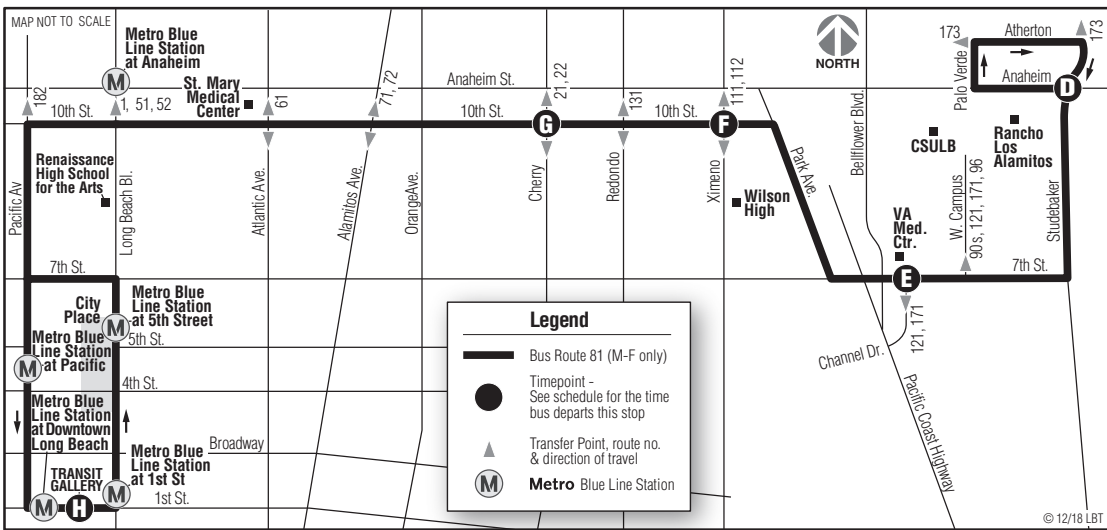 MAP NOT TO SCALE
Metro Blue
Line Station
at Anaheim
M
182
1, 51, 52
St. Mary
Medical
Center
61
71, 72
Anaheim St.
21, 22
131
111, 112
NORTH
173
Atherton
173
Palo Verde
Anaheim
D
10th St.
10th St.
G
10th St.
F
Renaissance
High School
for the Arts
Pacific Av
Long Beach Bl.
Atlantic Ave.
Alamitos Ave.
OrangeAve.
Cherry
Redondo
Ximeno
Wilson
High
Park Ave.
Bellflower Blvd.
CSULB
Rancho
Los
Alamitos
VA
Med.
Ctr.
W. Campus
90s, 121, 171, 96
Studebaker
7th St.
E
7th St.
121, 171
Channel Dr.
Pacific Coast Highway
City
Place
M
Metro Blue
Line Station
at 5th Street
5th St.
Metro Blue
Line Station
at Pacific
M
4th St.
Metro Blue
Line Station
at Downtown
Long Beach
Broadway
Metro Blue
Line Station
at 1st St
TRANSIT
GALLERY
M
H
M
1st St.
Legend
Bus Route 81 (M-F only)
Timepoint -
See schedule for the time
bus departs this stop
Transfer Point, route no.
& direction of travel
M
Metro Blue Line Station
© 12/18 LBT